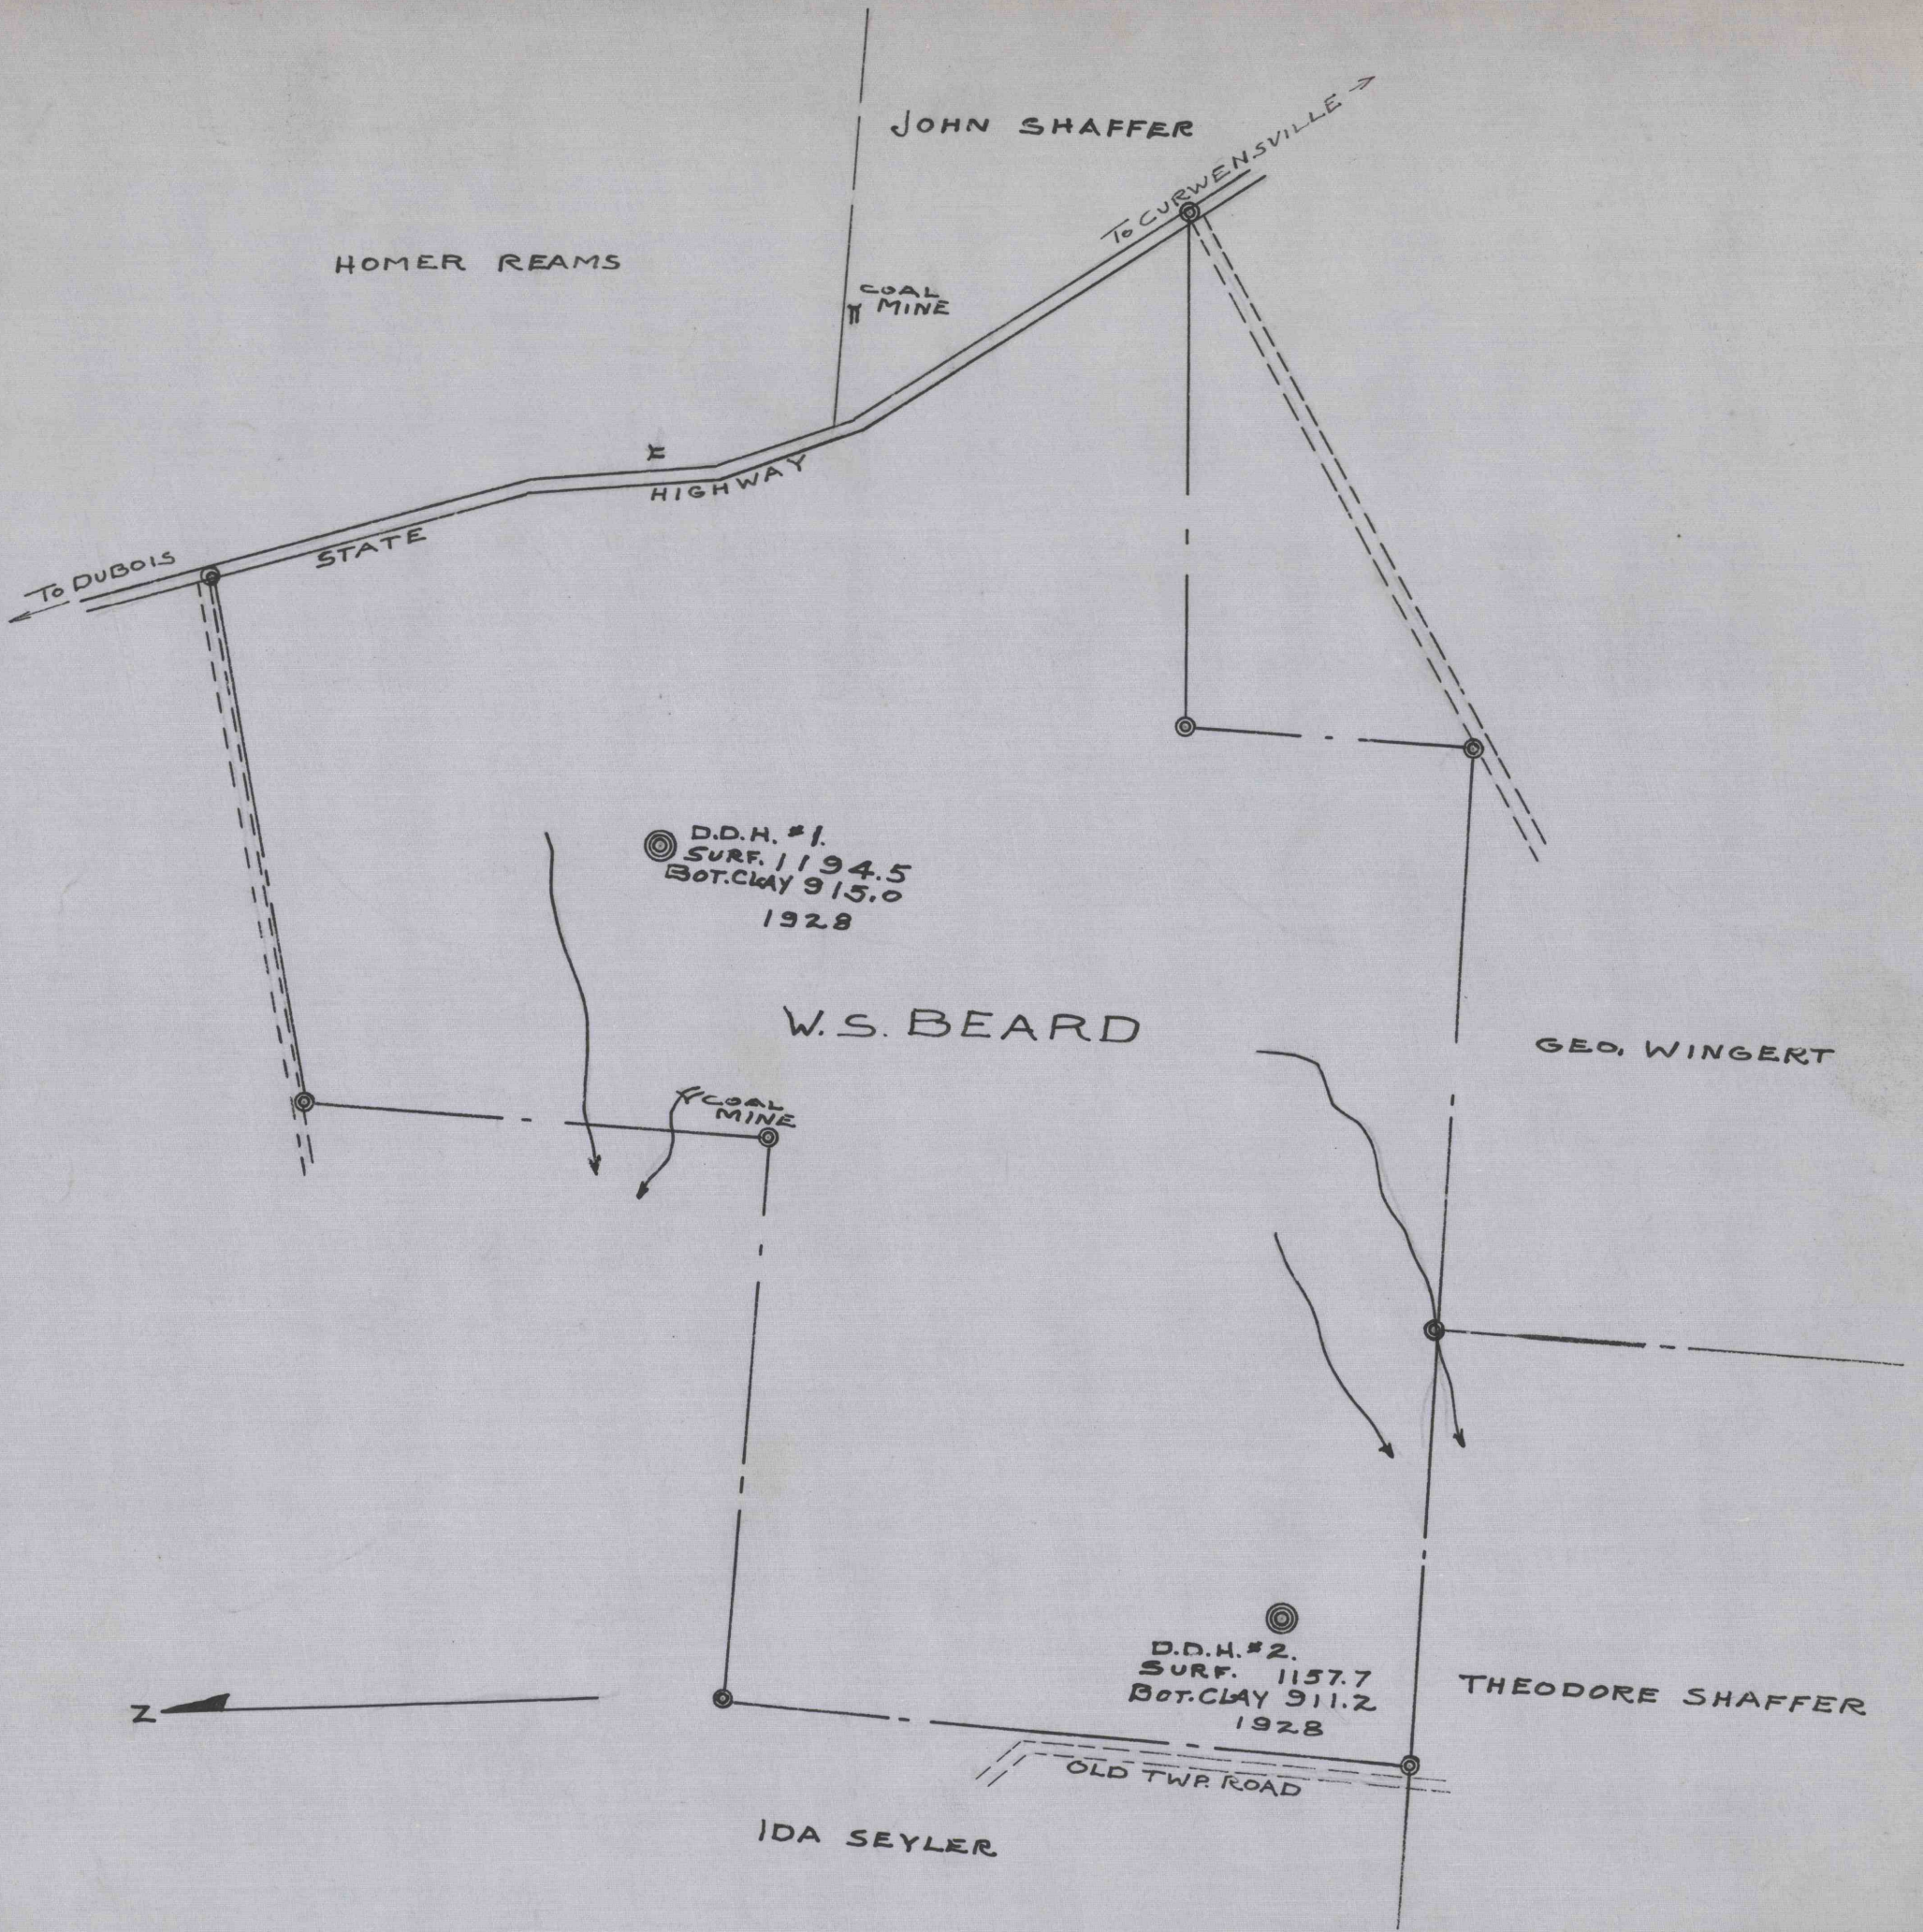 JOHN SHAFFER
TO CURWENSVILLE
HOMER REAMS
COAL
MINE
HIGHWAY
STATE
TO DUBOIS
D.D.H. #1.
SURF. 1194.5
BOT. CLAY 915.0
1928
W. S. BEARD
GEO. WINGERT
COAL
MINE
D.D.H. #2.
SURF. 1157.7
BOT. CLAY 911.2
1928
THEODORE SHAFFER
N
OLD TWP. ROAD
IDA SEYLER